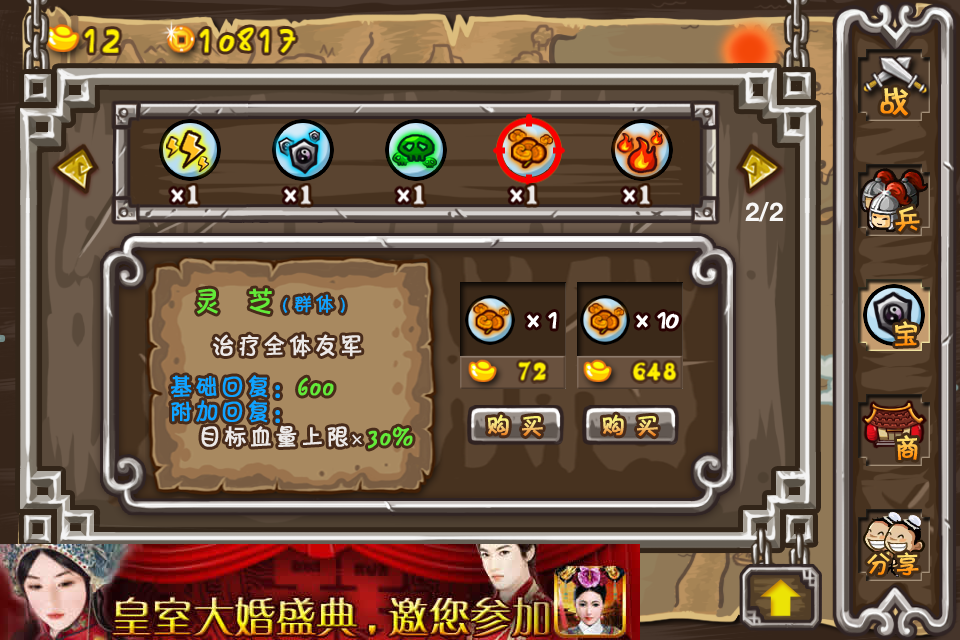 12 10817
×1 ×1 ×1 ×1 ×1
2/2
灵 芝(群体)
治疗全体友军
基础回复: 600
附加回复:
目标血量上限×30%
×1 ×10
72 648
购买 购买
战
兵
宝
商
分享
皇室大婚盛典，邀您参加